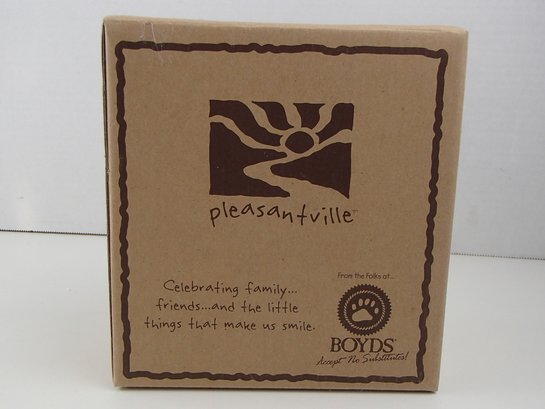 pleasantville™
Celebrating family...
friends...and the little
things that make us smile.
From the Folks at...
BOYDS®
Accept No Substitutes!